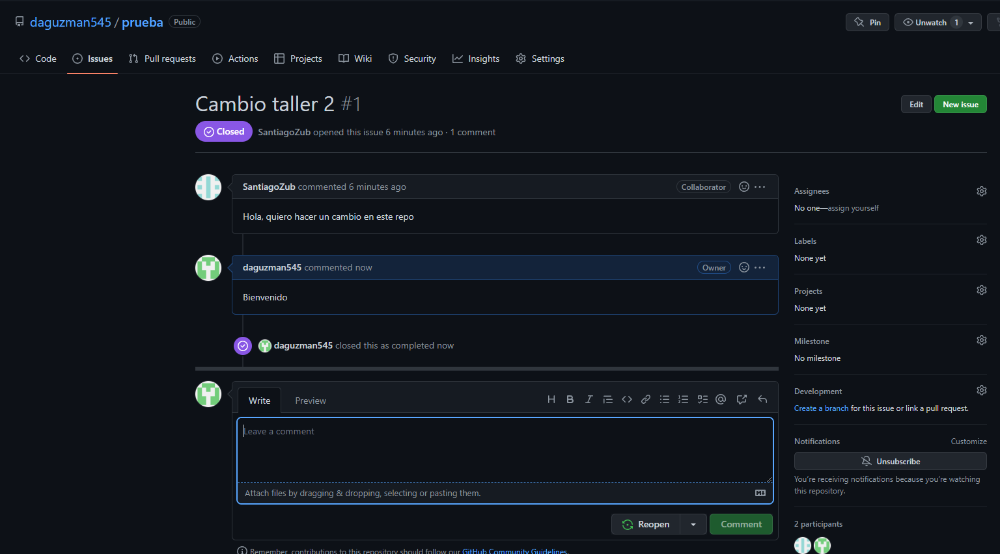 daguzman545 / prueba Public
Pin
Unwatch 1
Code Issues Pull requests Actions Projects Wiki Insights Security Settings
Cambio taller 2 #1
Edit New issue
Closed SantiagoZub opened this issue 6 minutes ago · 1 comment
SantiagoZub commented 6 minutes ago Collaborator
Hola, quiero hacer un cambio en este repo
daguzman545 commented now Owner
Bienvenido
daguzman545 closed this as completed now
Write Preview
Leave a comment
Attach files by dragging & dropping, selecting or pasting them.
Reopen Comment
Remember, contributions to this repository should follow our GitHub Community Guidelines.
Assignees
No one—assign yourself
Labels
None yet
Projects
None yet
Milestone
No milestone
Development
Create a branch for this issue or link a pull request.
Notifications Customize
Unsubscribe
You're receiving notifications because you're watching
this repository.
2 participants